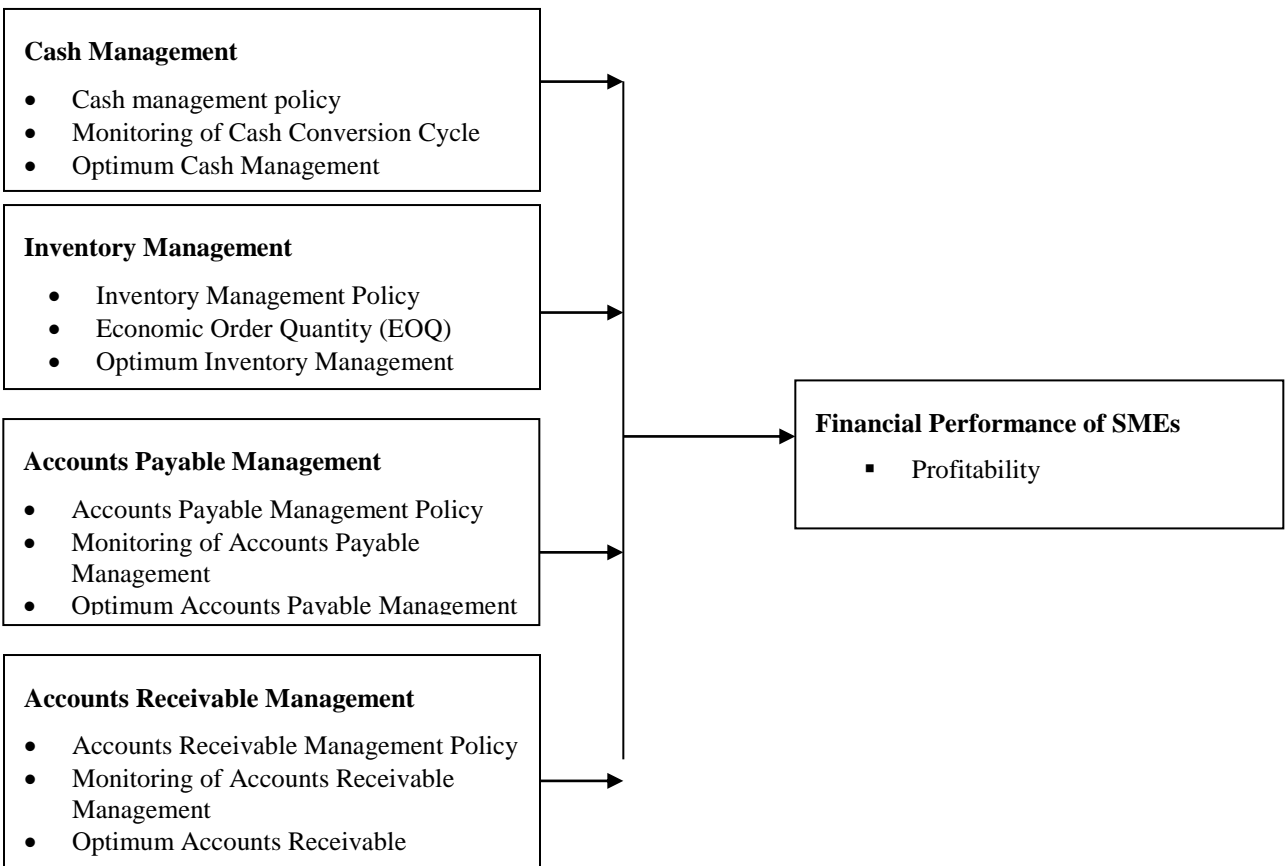 Cash Management
• Cash management policy
• Monitoring of Cash Conversion Cycle
• Optimum Cash Management
Inventory Management
• Inventory Management Policy
• Economic Order Quantity (EOQ)
• Optimum Inventory Management
Accounts Payable Management
• Accounts Payable Management Policy
• Monitoring of Accounts Payable
Management
• Optimum Accounts Payable Management
Accounts Receivable Management
• Accounts Receivable Management Policy
• Monitoring of Accounts Receivable
Management
• Optimum Accounts Receivable
Financial Performance of SMEs
▪ Profitability